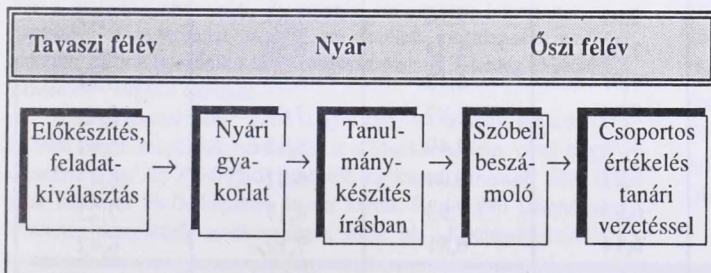 Tavaszi félév
Nyár
Őszi félév
Előkészítés,
feladat-
kiválasztás
→
Nyári
gya-
korlat
→
Tanul-
mány-
készítés
írásban
→
Szóbeli
beszá-
moló
→
Csoportos
értékelés
tanári
vezetéssel